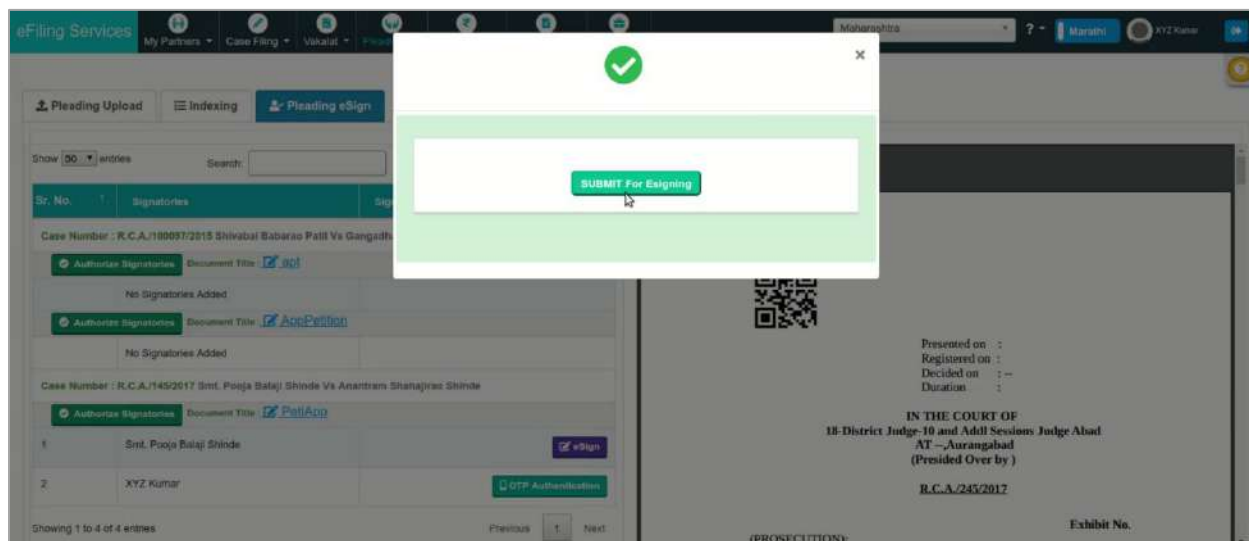 eFiling Services
My Partners
Case Filing
Vakalat
Maharashtra
?
Marathi
XYZ Kumar
×
Pleading Upload
Indexing
Pleading eSign
Show 50 entries
Search:
SUBMIT For Esigning
Sr. No.
Signatories
Case Number : R.C.A./100097/2015 Shivabai Babarao Patil Vs
Authorize Signatories Document Title : apt
No Signatories Added
Authorize Signatories Document Title : AppPetition
No Signatories Added
Case Number : R.C.A./145/2017 Smt. Pooja Balaji Shinde Vs Anantram Shanajirao Shinde
Authorize Signatories Document Title : PetiApp
1 Smt. Pooja Balaji Shinde eSign
2 XYZ Kumar OTP Authentication
Showing 1 to 4 of 4 entries
Previous 1 Next
Presented on :
Registered on :
Decided on : --
Duration :
IN THE COURT OF
18-District Judge-10 and Addl Sessions Judge Abad
AT --,Aurangabad
(Presided Over by )
R.C.A./245/2017
Exhibit No.
(PROSECUTION):